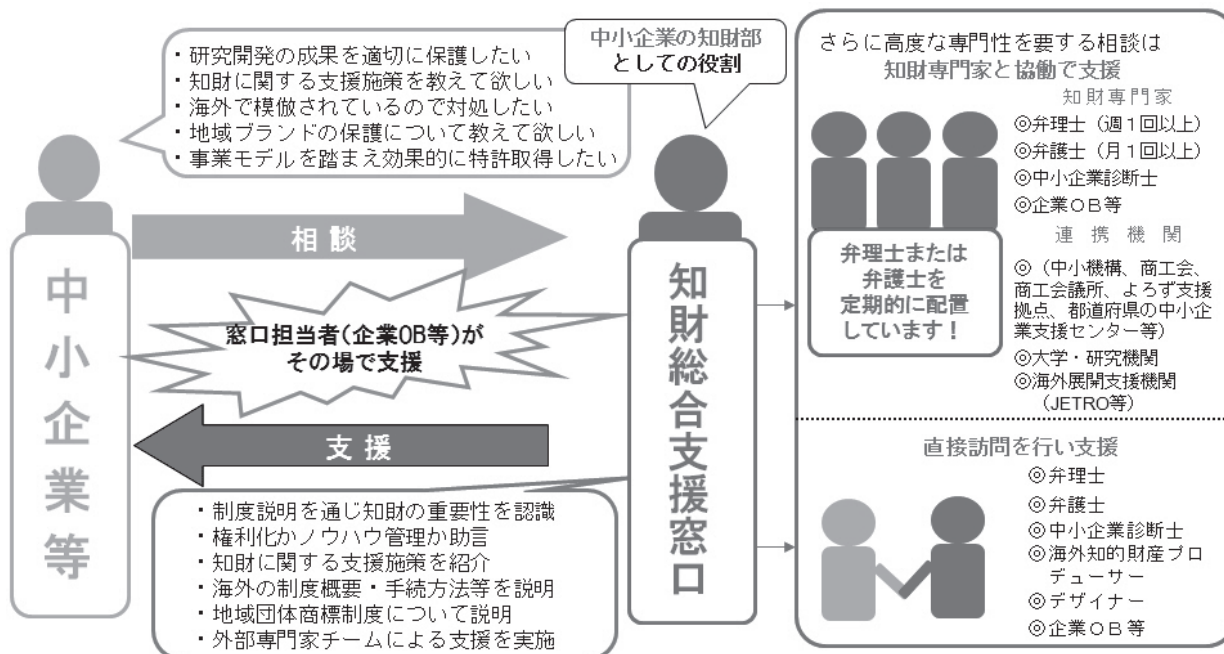 ・研究開発の成果を適切に保護したい
・知財に関する支援施策を教えて欲しい
・海外で模倣されているので対処したい
・地域ブランドの保護について教えて欲しい
・事業モデルを踏まえ効果的に特許取得したい
中小企業の知財部
としての役割
相談
中小企業等
窓口担当者(企業OB等)が
その場で支援
支援
知財総合支援窓口
・制度説明を通じ知財の重要性を認識
・権利化かノウハウ管理か助言
・知財に関する支援施策を紹介
・海外の制度概要・手続方法等を説明
・地域団体商標制度について説明
・外部専門家チームによる支援を実施
さらに高度な専門性を要する相談は
知財専門家と協働で支援
知財専門家
◎弁理士（週１回以上）
◎弁護士（月１回以上）
◎中小企業診断士
◎企業ＯＢ等
弁理士または
弁護士を
定期的に配置
しています！
連携機関
◎（中小機構、商工会、
商工会議所、よろず支援
拠点、都道府県の中小企
業支援センター等）
◎大学・研究機関
◎海外展開支援機関
（JETRO等）
直接訪問を行い支援
◎弁理士
◎弁護士
◎中小企業診断士
◎海外知的財産プロ
デューサー
◎デザイナー
◎企業ＯＢ等